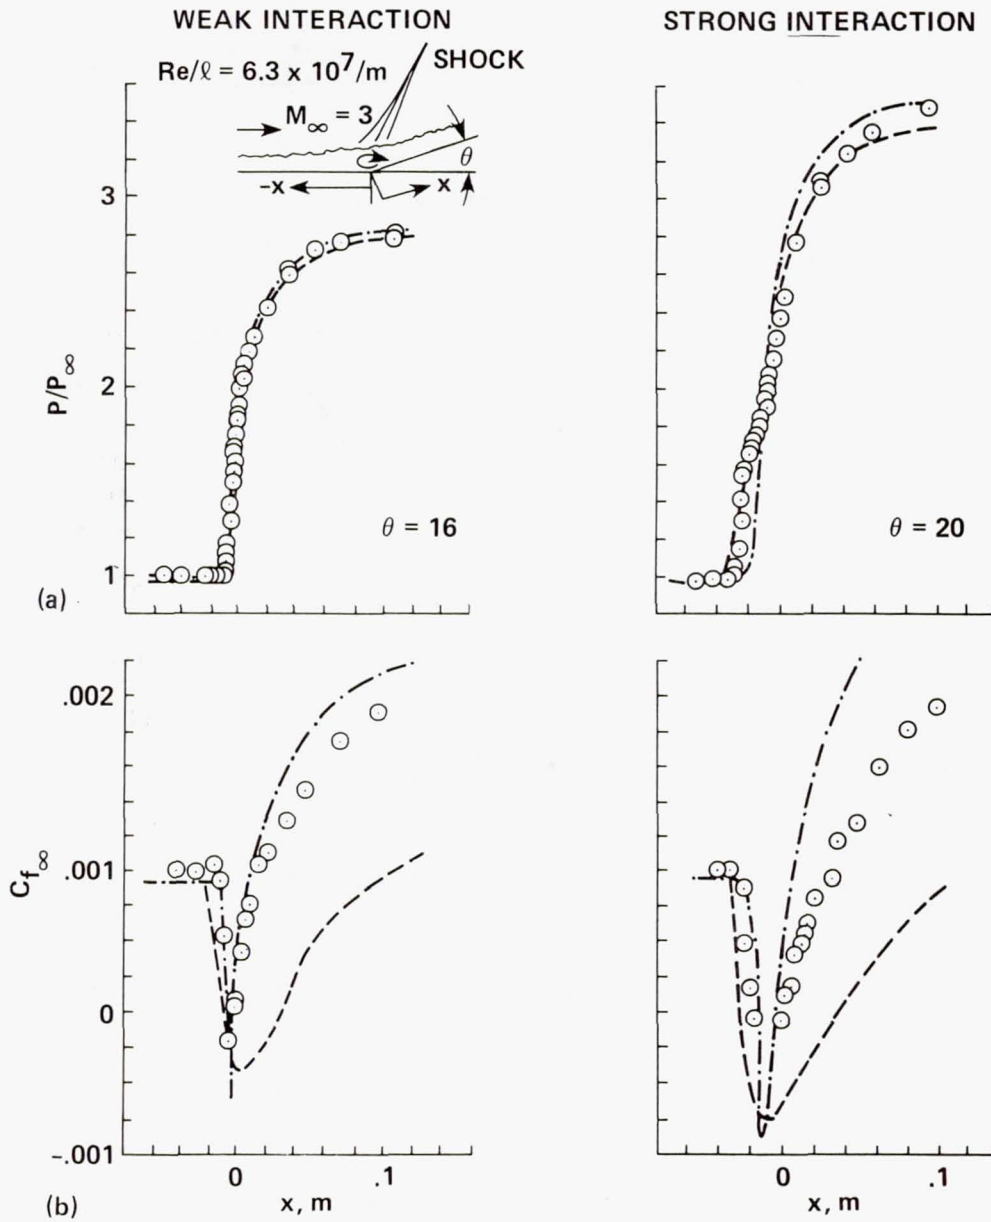 WEAK INTERACTION
STRONG INTERACTION
Re/ℓ = 6.3 x 10⁷/m
SHOCK
M∞ = 3
θ
-x
x
3
2
1
P/P∞
θ = 16
θ = 20
(a)
.002
.001
0
-.001
Cf∞
0 .1
x, m
0 .1
x, m
(b)